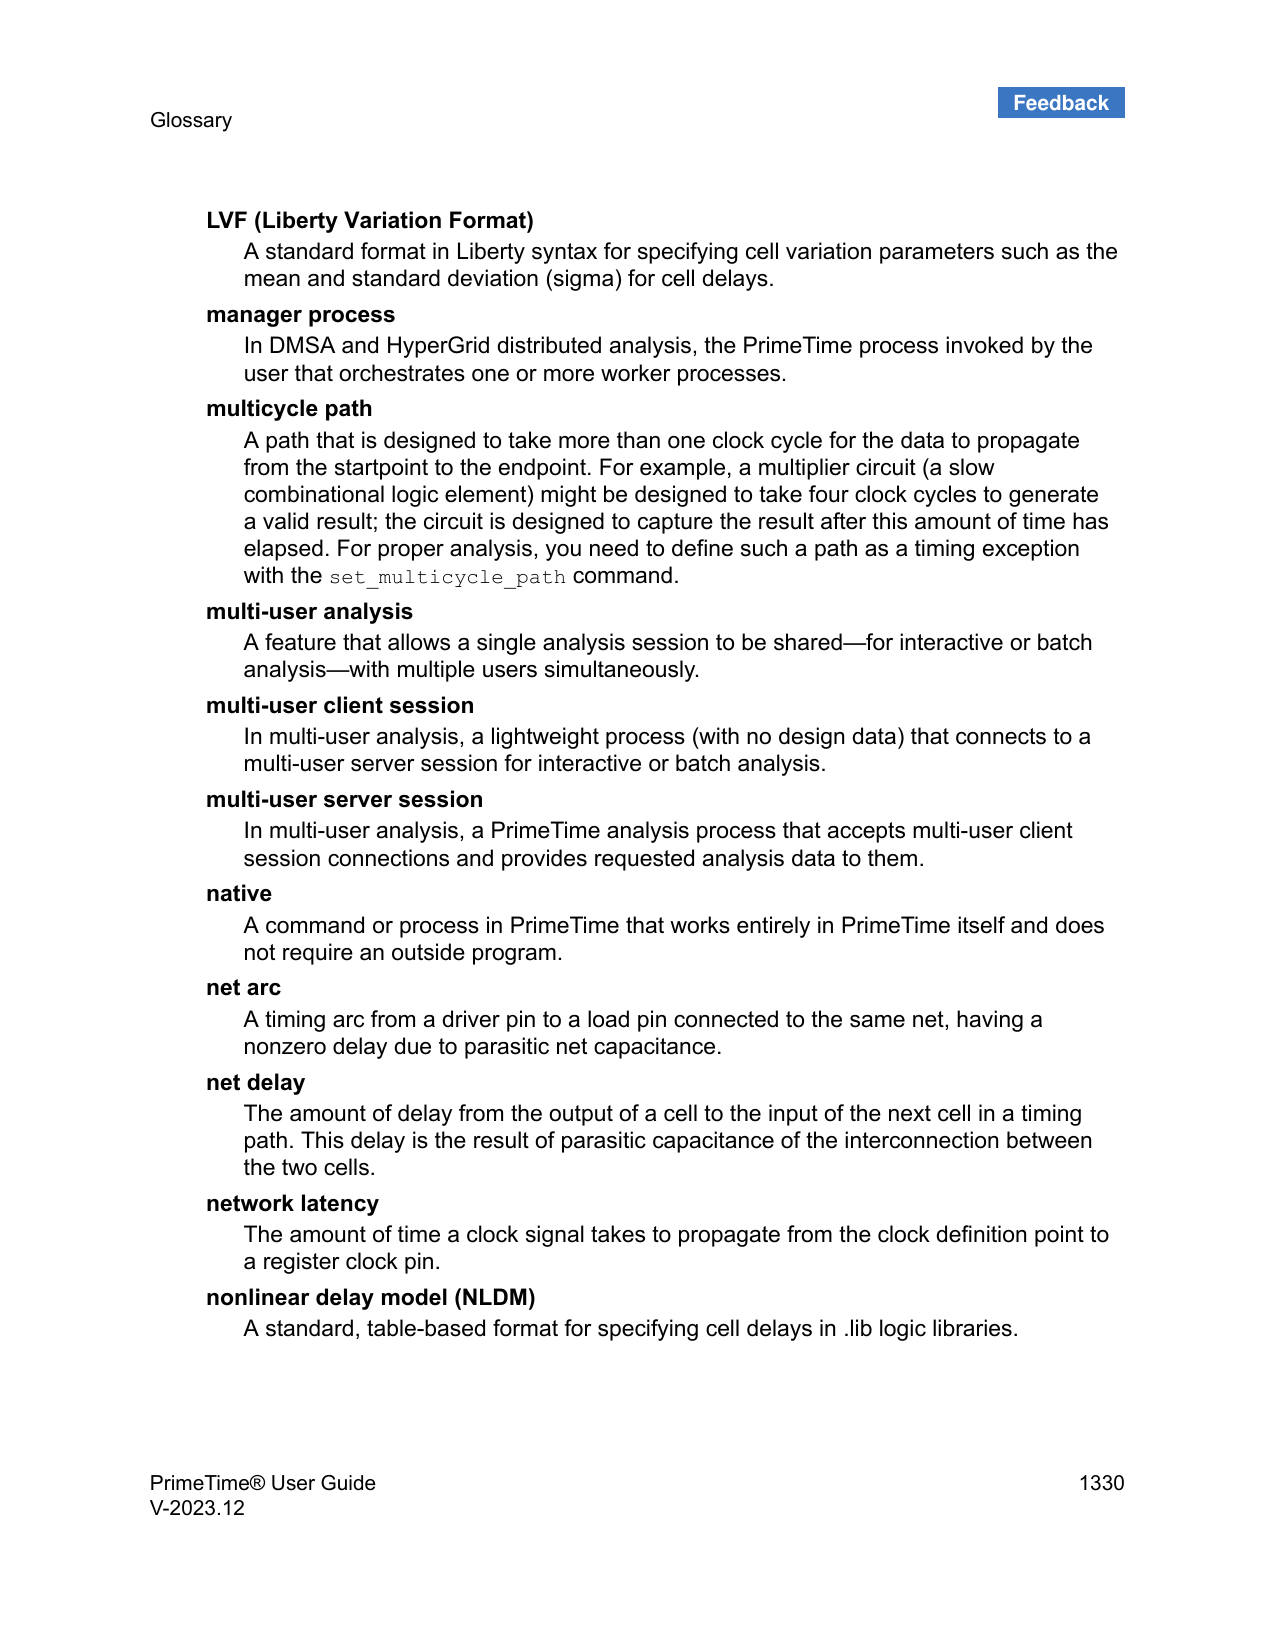 Feedback
Glossary
LVF (Liberty Variation Format)
A standard format in Liberty syntax for specifying cell variation parameters such as the
mean and standard deviation (sigma) for cell delays.
manager process
In DMSA and HyperGrid distributed analysis, the PrimeTime process invoked by the
user that orchestrates one or more worker processes.
multicycle path
A path that is designed to take more than one clock cycle for the data to propagate
from the startpoint to the endpoint. For example, a multiplier circuit (a slow
combinational logic element) might be designed to take four clock cycles to generate
a valid result; the circuit is designed to capture the result after this amount of time has
elapsed. For proper analysis, you need to define such a path as a timing exception
with the set_multicycle_path command.
multi-user analysis
A feature that allows a single analysis session to be shared—for interactive or batch
analysis—with multiple users simultaneously.
multi-user client session
In multi-user analysis, a lightweight process (with no design data) that connects to a
multi-user server session for interactive or batch analysis.
multi-user server session
In multi-user analysis, a PrimeTime analysis process that accepts multi-user client
session connections and provides requested analysis data to them.
native
A command or process in PrimeTime that works entirely in PrimeTime itself and does
not require an outside program.
net arc
A timing arc from a driver pin to a load pin connected to the same net, having a
nonzero delay due to parasitic net capacitance.
net delay
The amount of delay from the output of a cell to the input of the next cell in a timing
path. This delay is the result of parasitic capacitance of the interconnection between
the two cells.
network latency
The amount of time a clock signal takes to propagate from the clock definition point to
a register clock pin.
nonlinear delay model (NLDM)
A standard, table-based format for specifying cell delays in .lib logic libraries.
PrimeTime® User Guide 1330
V-2023.12